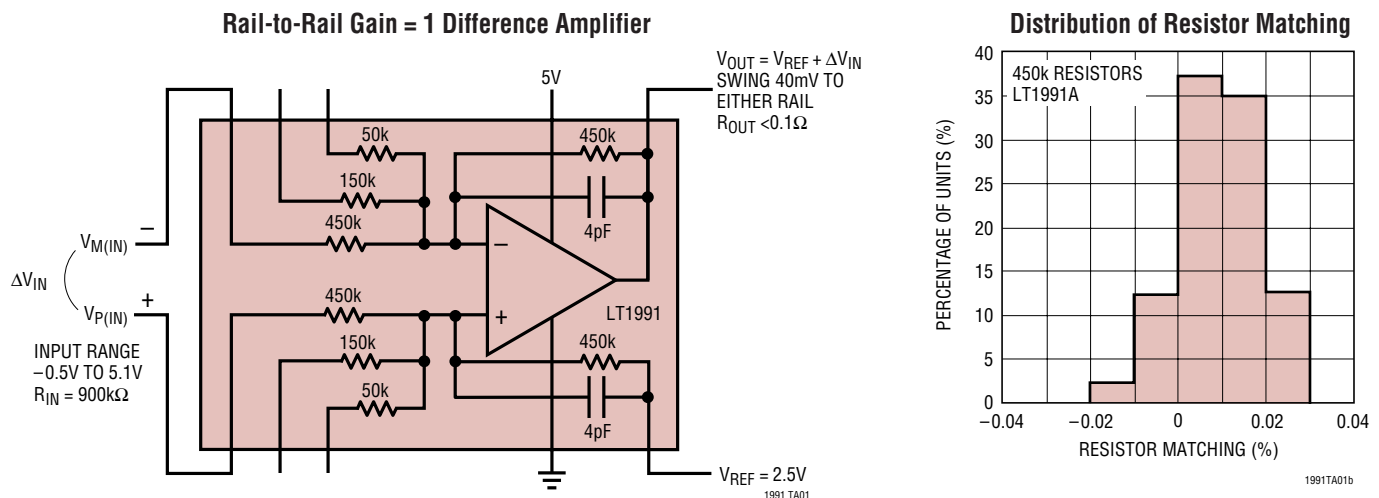 Rail-to-Rail Gain = 1 Difference Amplifier
5V
VOUT = VREF + ΔVIN
SWING 40mV TO
EITHER RAIL
ROUT <0.1Ω
50k
450k
150k
4pF
450k
VM(IN)
−
−
ΔVIN
VP(IN)
+
450k
+
LT1991
INPUT RANGE
−0.5V TO 5.1V
RIN = 900kΩ
150k
450k
50k
4pF
VREF = 2.5V
1991 TA01
Distribution of Resistor Matching
450k RESISTORS
LT1991A
PERCENTAGE OF UNITS (%)
40
35
30
25
20
15
10
5
0
−0.04
−0.02
0
0.02
0.04
RESISTOR MATCHING (%)
1991TA01b